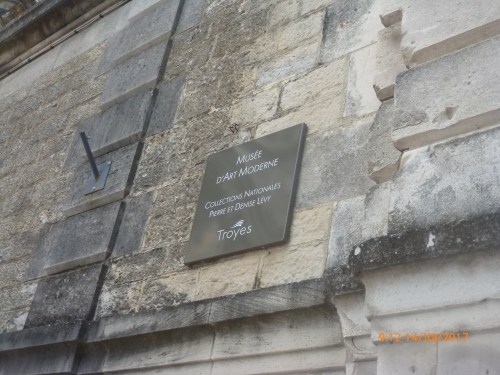 MUSÉE
D'ART MODERNE
COLLECTIONS NATIONALES
PIERRE ET DENISE LÉVY
Troyes